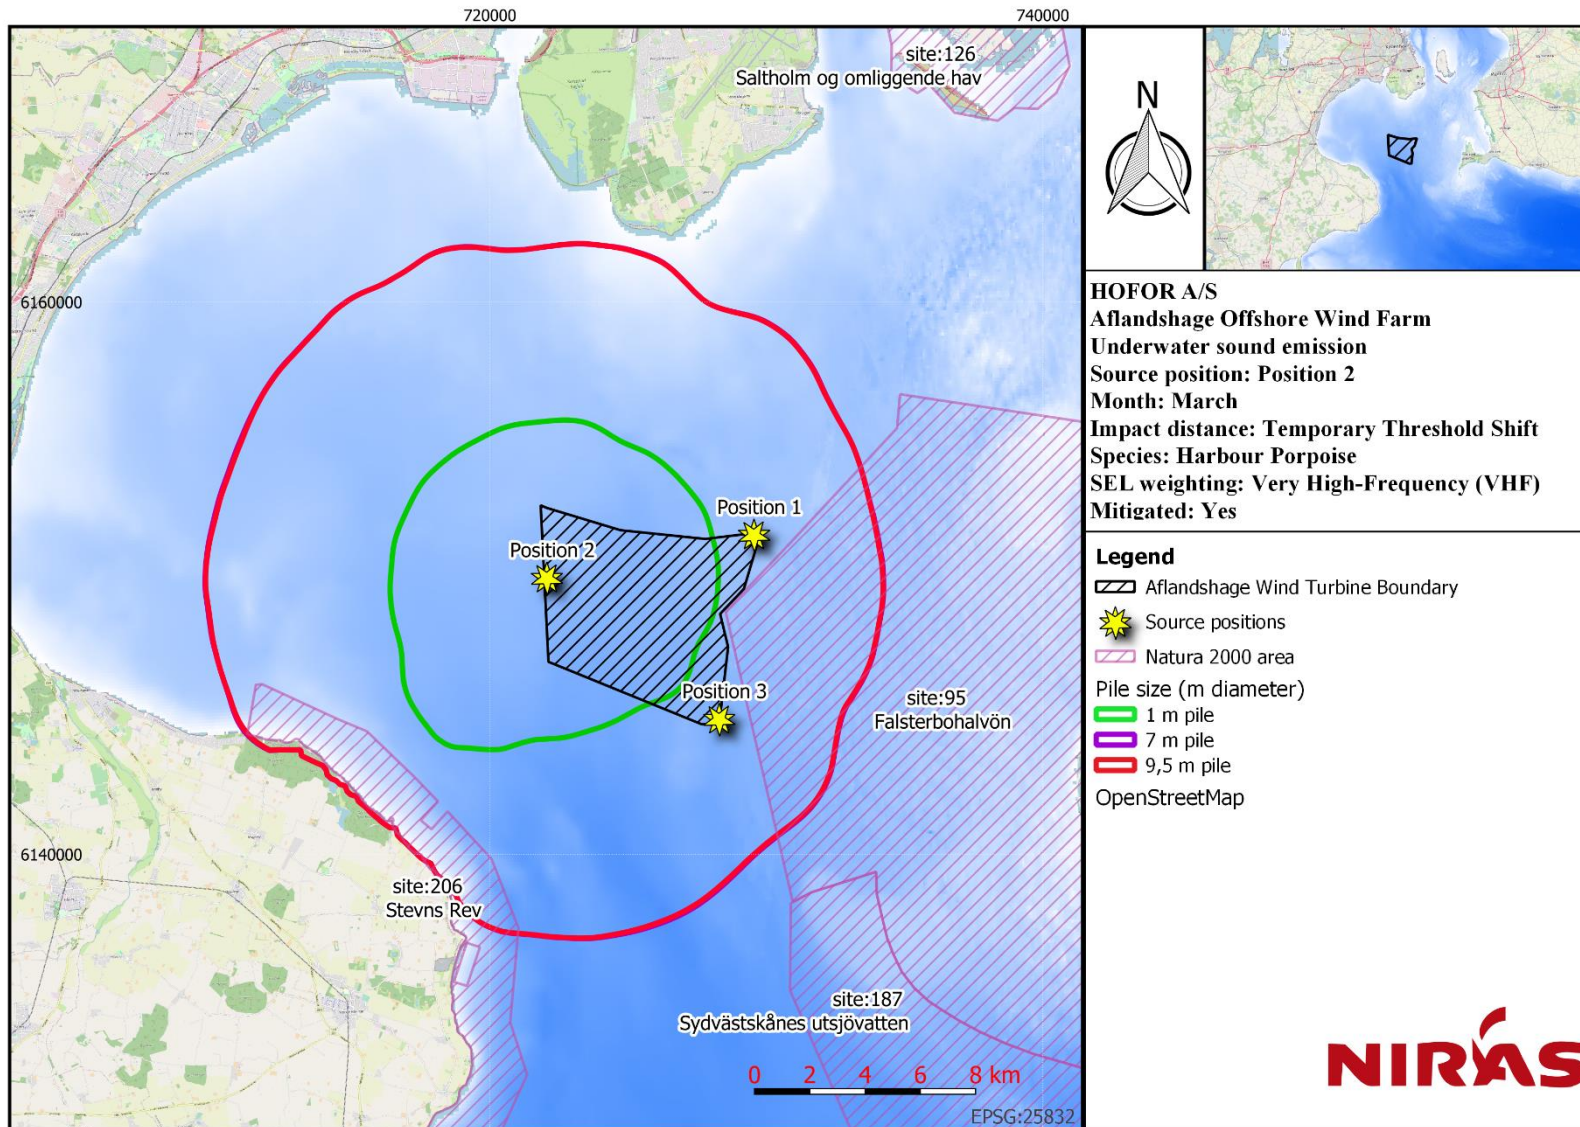 720000
740000
site:126
Saltholm og omliggende hav
6160000
Position 1
Position 2
Position 3
site:95
Falsterbohalvön
6140000
site:206
Stevns Rev
site:187
Sydvästskånes utsjövatten
0 2 4 6 8 km
EPSG:25832
N
HOFOR A/S
Aflandshage Offshore Wind Farm
Underwater sound emission
Source position: Position 2
Month: March
Impact distance: Temporary Threshold Shift
Species: Harbour Porpoise
SEL weighting: Very High-Frequency (VHF)
Mitigated: Yes
Legend
Aflandshage Wind Turbine Boundary
Source positions
Natura 2000 area
Pile size (m diameter)
1 m pile
7 m pile
9,5 m pile
OpenStreetMap
NIRAS